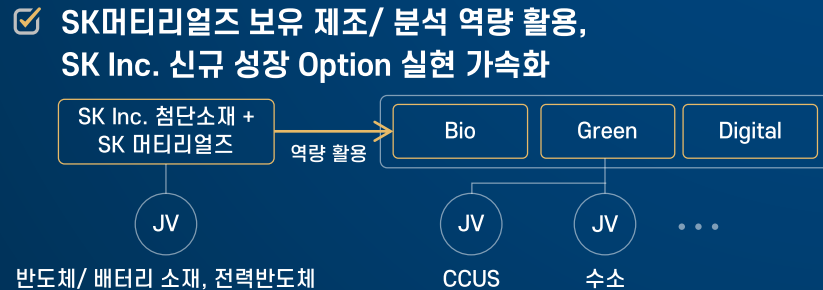 SK머티리얼즈 보유 제조/ 분석 역량 활용,
SK Inc. 신규 성장 Option 실현 가속화
SK Inc. 첨단소재 +
SK 머티리얼즈
역량 활용
Bio
Green
Digital
JV
JV
JV
반도체/ 배터리 소재, 전력반도체
CCUS
수소